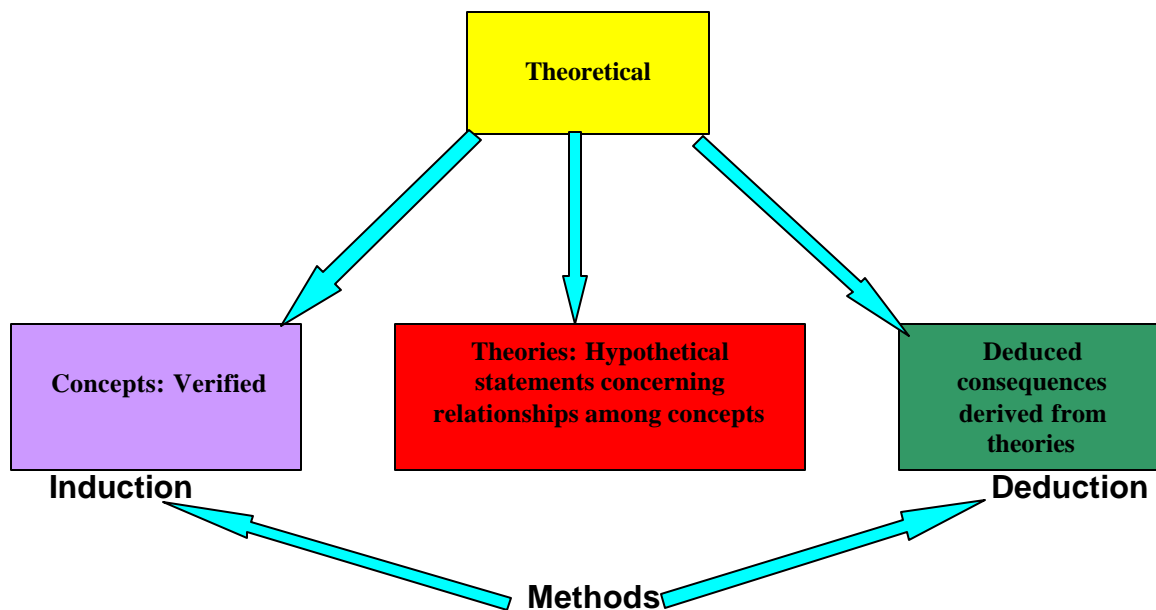 Theoretical
Concepts: Verified
Theories: Hypothetical
statements concerning
relationships among concepts
Deduced
consequences
derived from
theories
Induction
Deduction
Methods